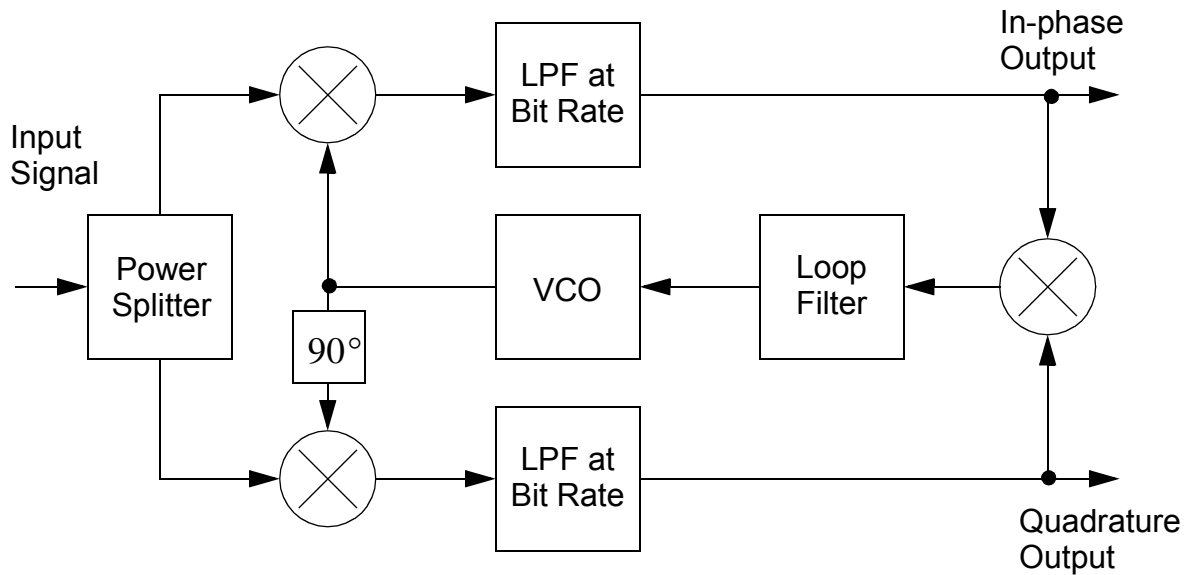 In-phase
Output
LPF at
Bit Rate
Input
Signal
Power
Splitter
VCO
Loop
Filter
90°
LPF at
Bit Rate
Quadrature
Output